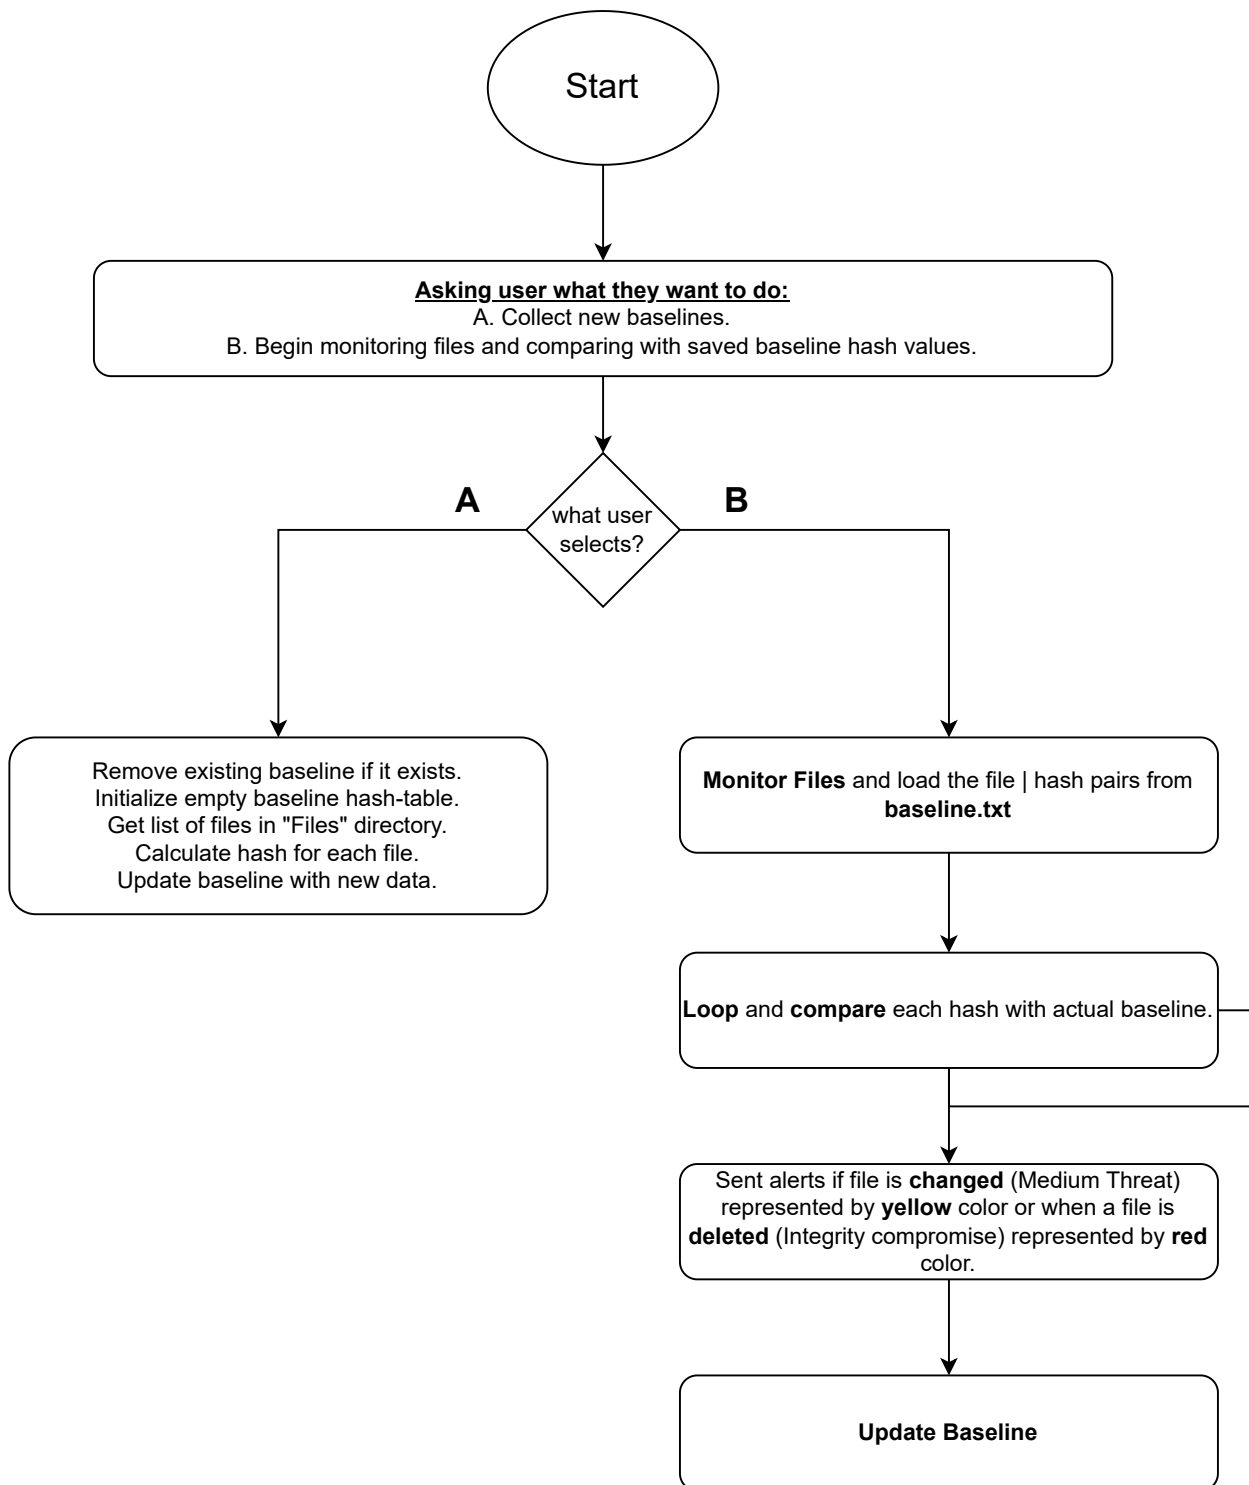 Start
Asking user what they want to do:
A. Collect new baselines.
B. Begin monitoring files and comparing with saved baseline hash values.
A
B
what user
selects?
Remove existing baseline if it exists.
Initialize empty baseline hash-table.
Get list of files in "Files" directory.
Calculate hash for each file.
Update baseline with new data.
Monitor Files and load the file | hash pairs from
baseline.txt
Loop and compare each hash with actual baseline.
Sent alerts if file is changed (Medium Threat)
represented by yellow color or when a file is
deleted (Integrity compromise) represented by red
color.
Update Baseline